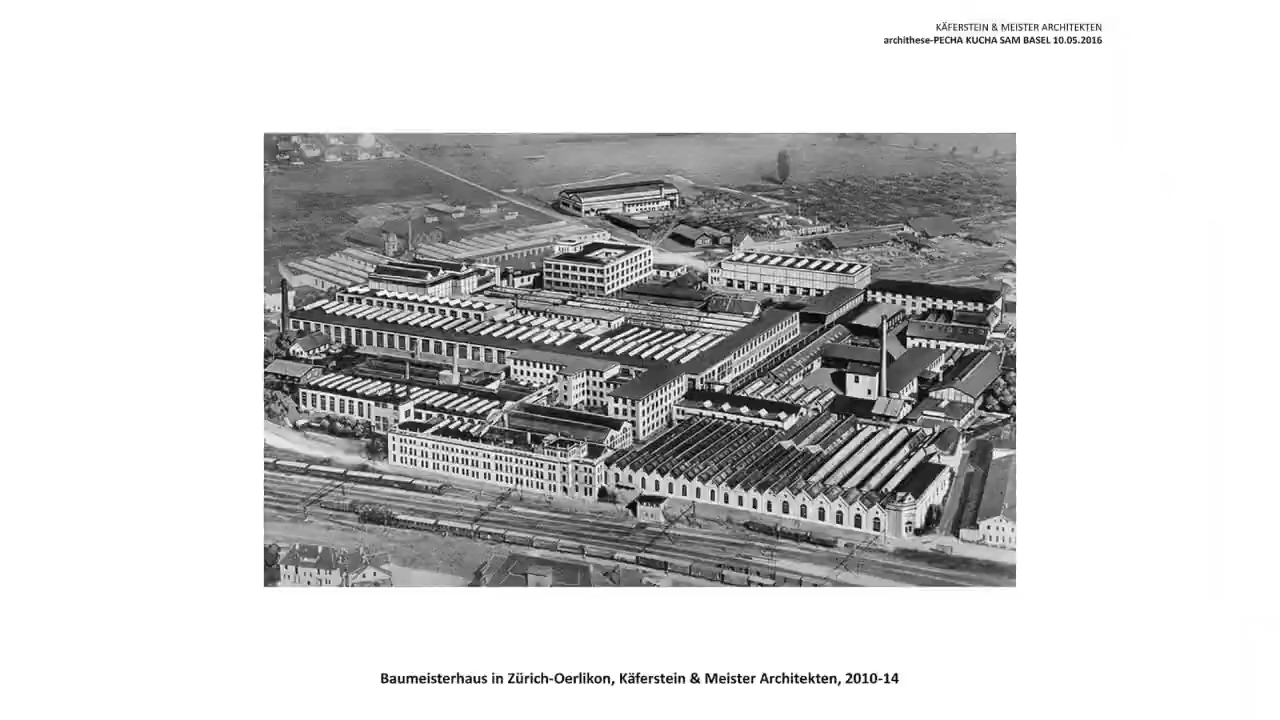 KÄFERSTEIN & MEISTER ARCHITEKTEN
archithese-PECHA KUCHA SAM BASEL 10.05.2016
Baumeisterhaus in Zürich-Oerlikon, Käferstein & Meister Architekten, 2010-14